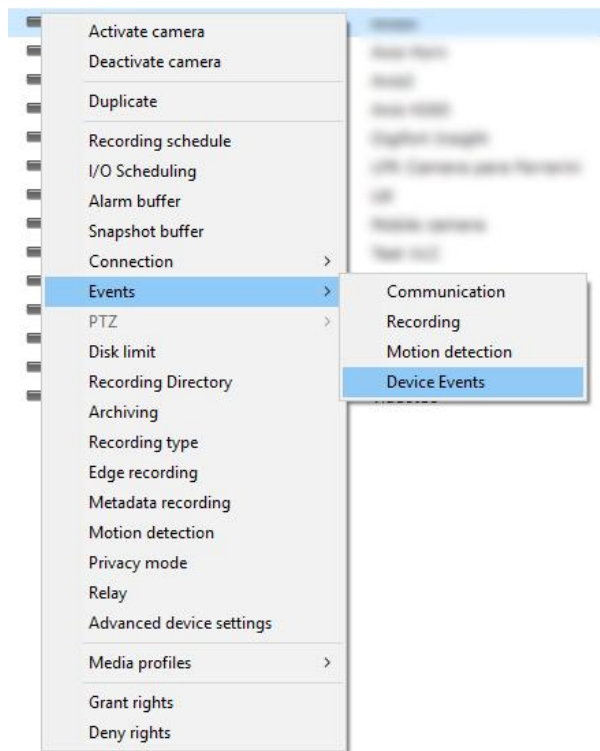 Activate camera
Deactivate camera
Duplicate
Recording schedule
I/O Scheduling
Alarm buffer
Snapshot buffer
Connection >
Events >
PTZ >
Disk limit
Recording Directory
Archiving
Recording type
Edge recording
Metadata recording
Motion detection
Privacy mode
Relay
Advanced device settings
Media profiles >
Grant rights
Deny rights
Communication
Recording
Motion detection
Device Events